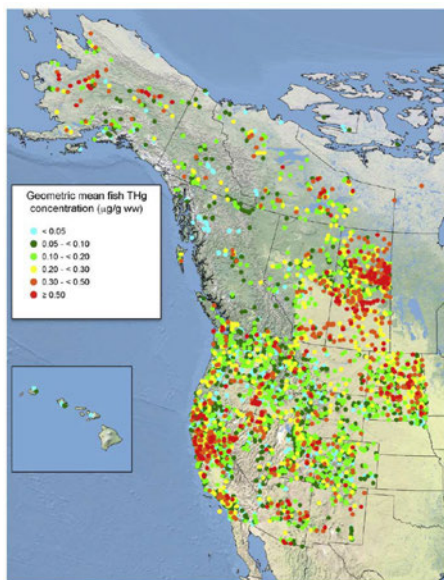 Geometric mean fish THg
concentration (µg/g ww)
< 0.05
0.05 - < 0.10
0.10 - < 0.20
0.20 - < 0.30
0.30 - < 0.50
≥ 0.50